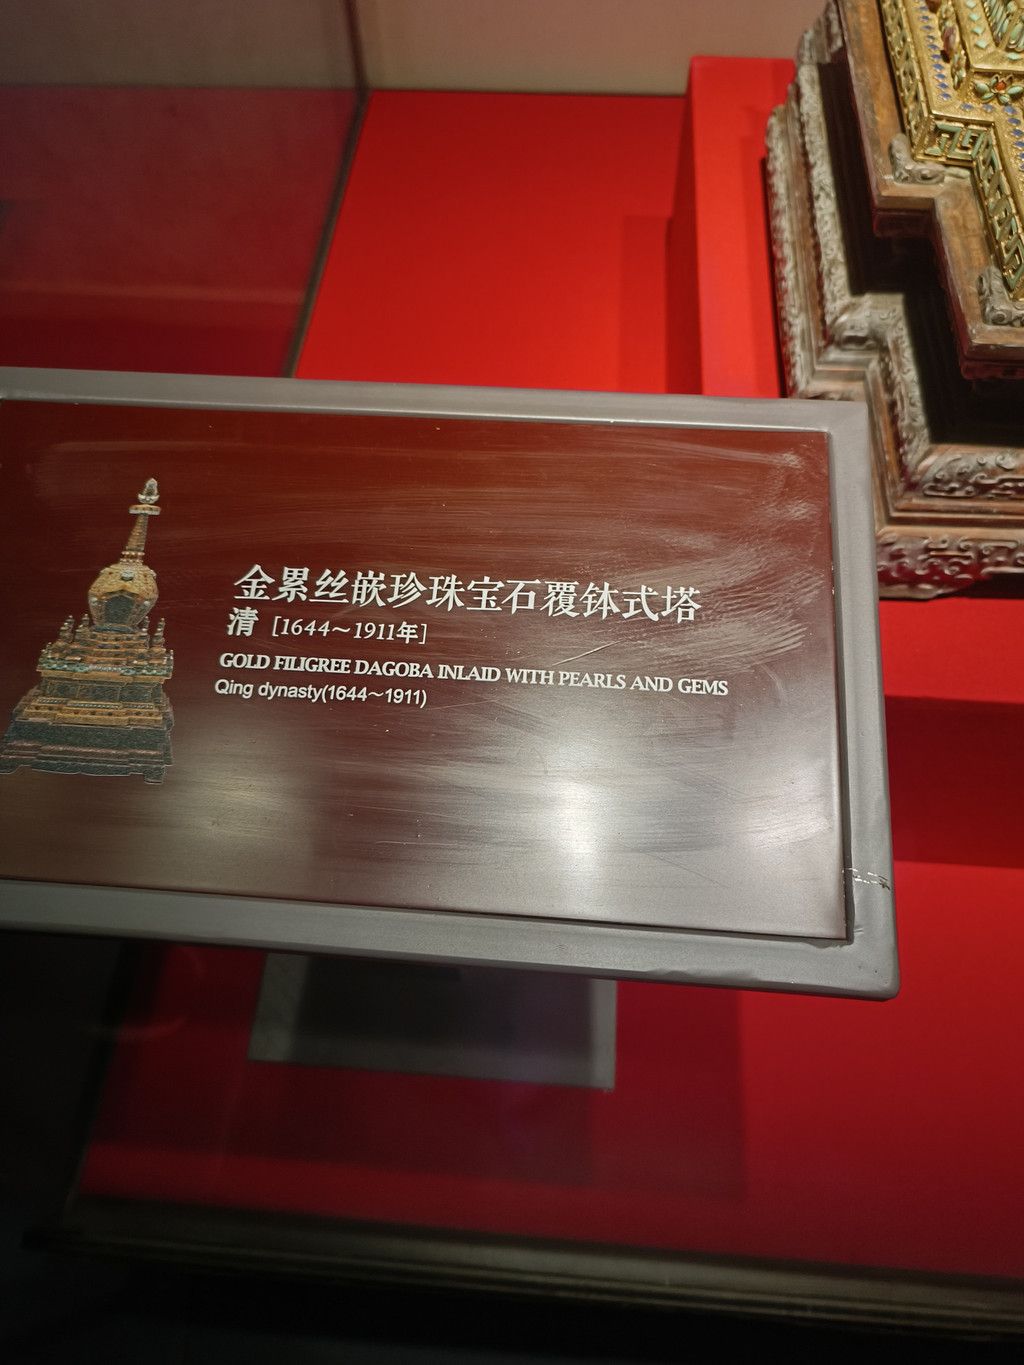 金累丝嵌珍珠宝石覆钵式塔
清 [1644～1911年]
GOLD FILIGREE DAGOBA INLAID WITH PEARLS AND GEMS
Qing dynasty(1644～1911)